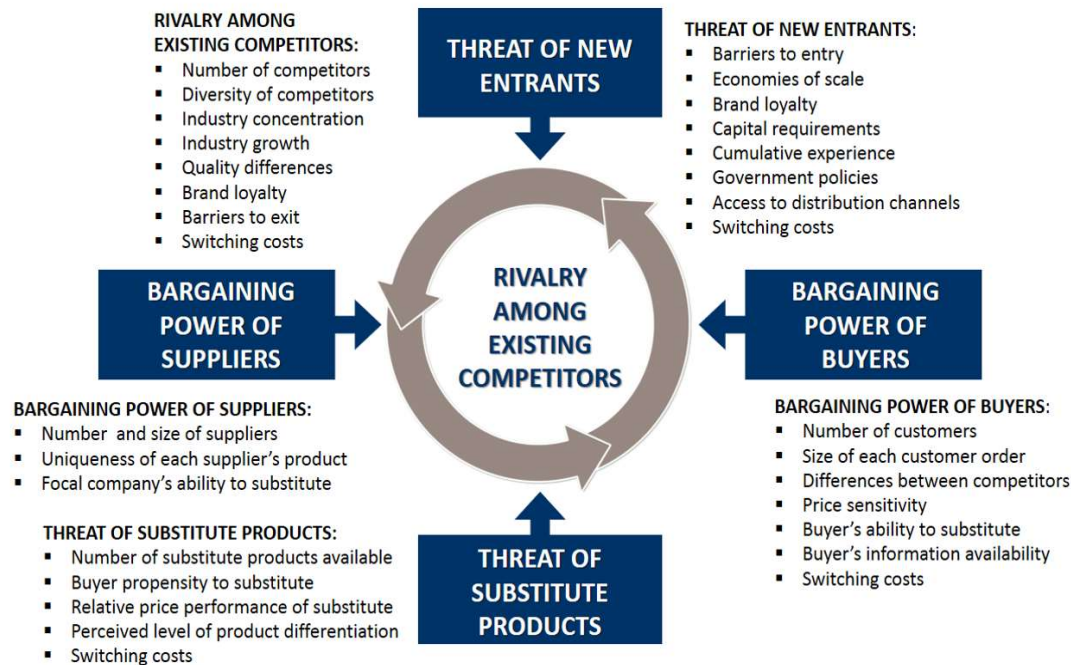 RIVALRY AMONG
EXISTING COMPETITORS:
▪ Number of competitors
▪ Diversity of competitors
▪ Industry concentration
▪ Industry growth
▪ Quality differences
▪ Brand loyalty
▪ Barriers to exit
▪ Switching costs
THREAT OF NEW
ENTRANTS
THREAT OF NEW ENTRANTS:
▪ Barriers to entry
▪ Economies of scale
▪ Brand loyalty
▪ Capital requirements
▪ Cumulative experience
▪ Government policies
▪ Access to distribution channels
▪ Switching costs
BARGAINING
POWER OF
SUPPLIERS
RIVALRY
AMONG
EXISTING
COMPETITORS
BARGAINING
POWER OF
BUYERS
BARGAINING POWER OF SUPPLIERS:
▪ Number and size of suppliers
▪ Uniqueness of each supplier's product
▪ Focal company's ability to substitute
BARGAINING POWER OF BUYERS:
▪ Number of customers
▪ Size of each customer order
▪ Differences between competitors
▪ Price sensitivity
▪ Buyer's ability to substitute
▪ Buyer's information availability
▪ Switching costs
THREAT OF SUBSTITUTE PRODUCTS:
▪ Number of substitute products available
▪ Buyer propensity to substitute
▪ Relative price performance of substitute
▪ Perceived level of product differentiation
▪ Switching costs
THREAT OF
SUBSTITUTE
PRODUCTS